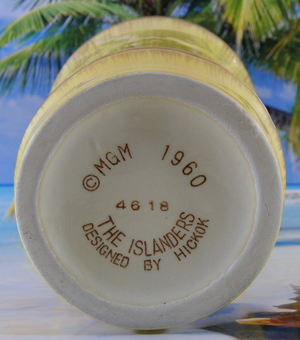 © MGM 1960
4618
THE ISLANDERS
DESIGNED BY HICKOK